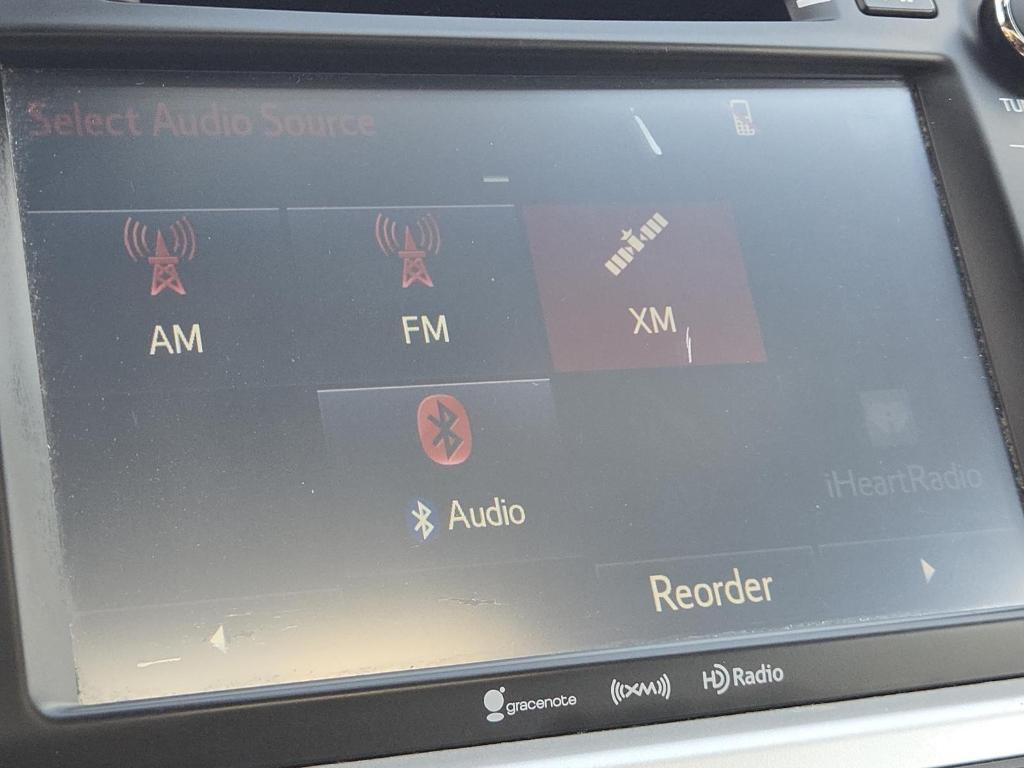 Select Audio Source
AM
FM
XM
Audio
iHeartRadio
Reorder
gracenote
((XM))
HD Radio